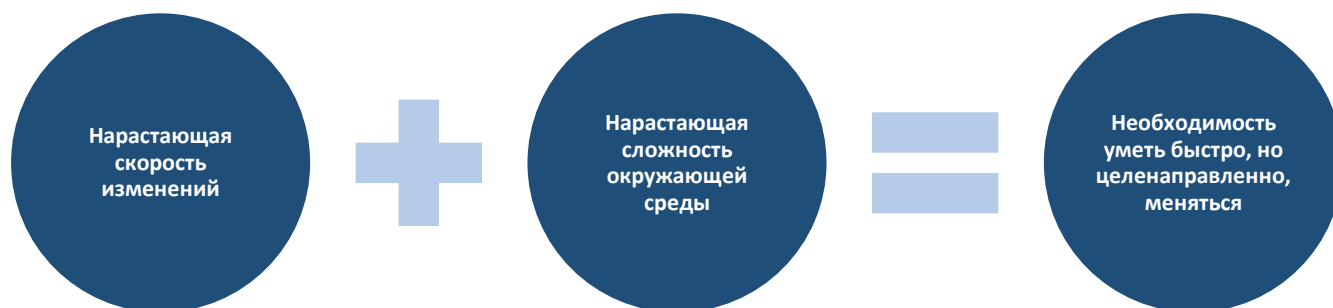 Нарастающая
скорость
изменений
Нарастающая
сложность
окружающей
среды
Необходимость
уметь быстро, но
целенаправленно,
меняться